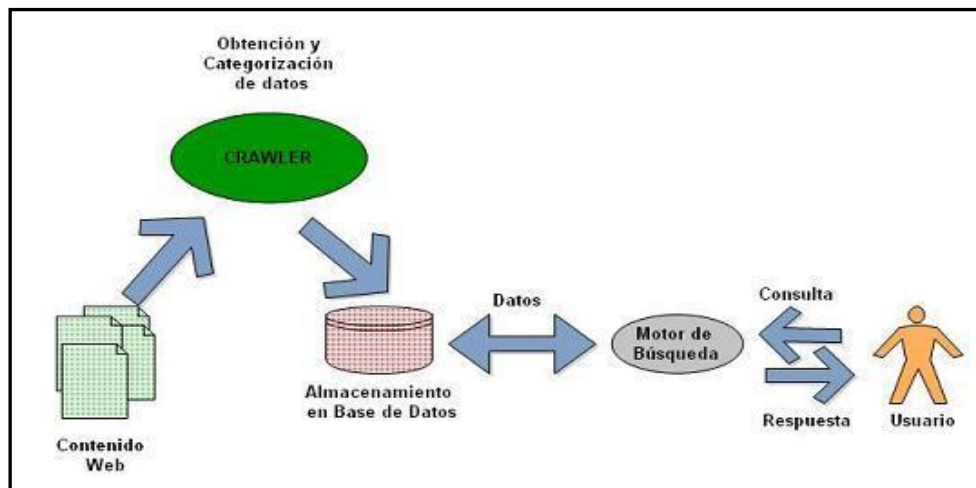 Obtención y
Categorización
de datos
CRAWLER
Datos
Consulta
Motor de
Búsqueda
Almacenamiento
en Base de Datos
Respuesta
Usuario
Contenido
Web